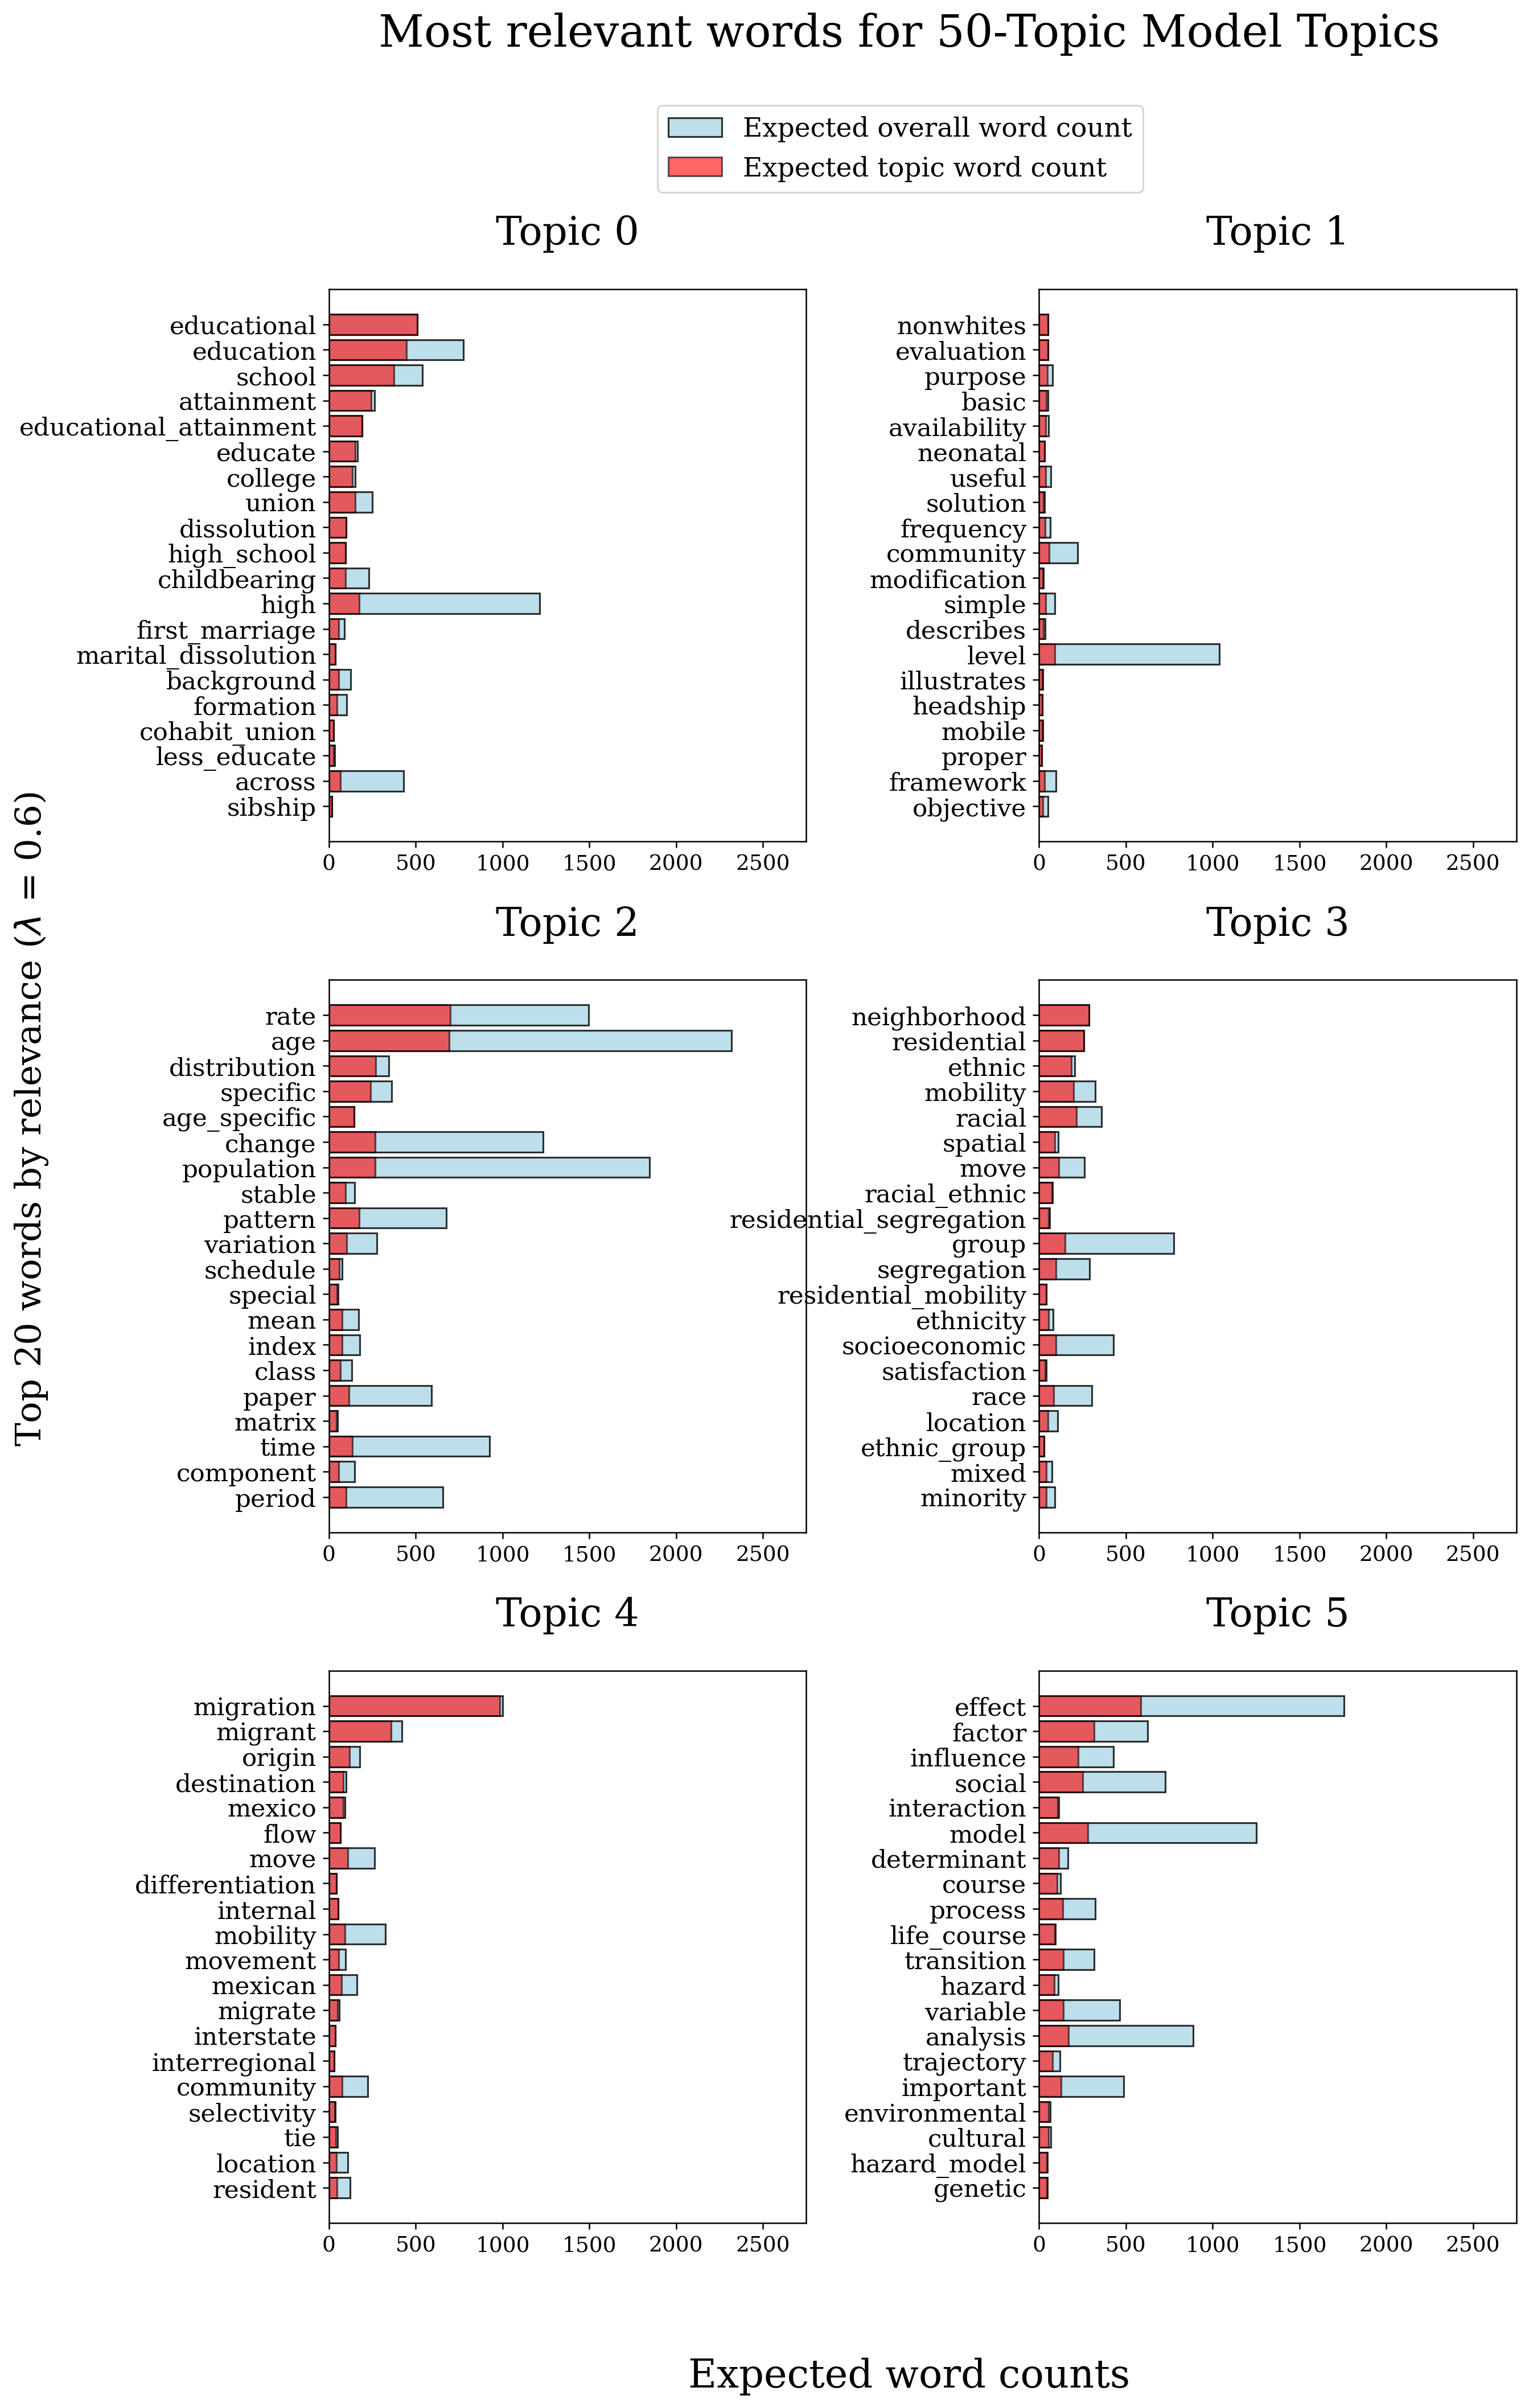 Most relevant words for 50-Topic Model Topics
Expected overall word count
Expected topic word count
Topic 0
educational
education
school
attainment
educational_attainment
educate
college
union
dissolution
high_school
childbearing
high
first_marriage
marital_dissolution
background
formation
cohabit_union
less_educate
across
sibship
0 500 1000 1500 2000 2500
Topic 1
nonwhites
evaluation
purpose
basic
availability
neonatal
useful
solution
frequency
community
modification
simple
describes
level
illustrates
headship
mobile
proper
framework
objective
0 500 1000 1500 2000 2500
Topic 2
rate
age
distribution
specific
age_specific
change
population
stable
pattern
variation
schedule
special
mean
index
class
paper
matrix
time
component
period
0 500 1000 1500 2000 2500
Topic 3
neighborhood
residential
ethnic
mobility
racial
spatial
move
racial_ethnic
residential_segregation
group
segregation
residential_mobility
ethnicity
socioeconomic
satisfaction
race
location
ethnic_group
mixed
minority
0 500 1000 1500 2000 2500
Topic 4
migration
migrant
origin
destination
mexico
flow
move
differentiation
internal
mobility
movement
mexican
migrate
interstate
interregional
community
selectivity
tie
location
resident
0 500 1000 1500 2000 2500
Topic 5
effect
factor
influence
social
interaction
model
determinant
course
process
life_course
transition
hazard
variable
analysis
trajectory
important
environmental
cultural
hazard_model
genetic
0 500 1000 1500 2000 2500
Top 20 words by relevance (λ = 0.6)
Expected word counts